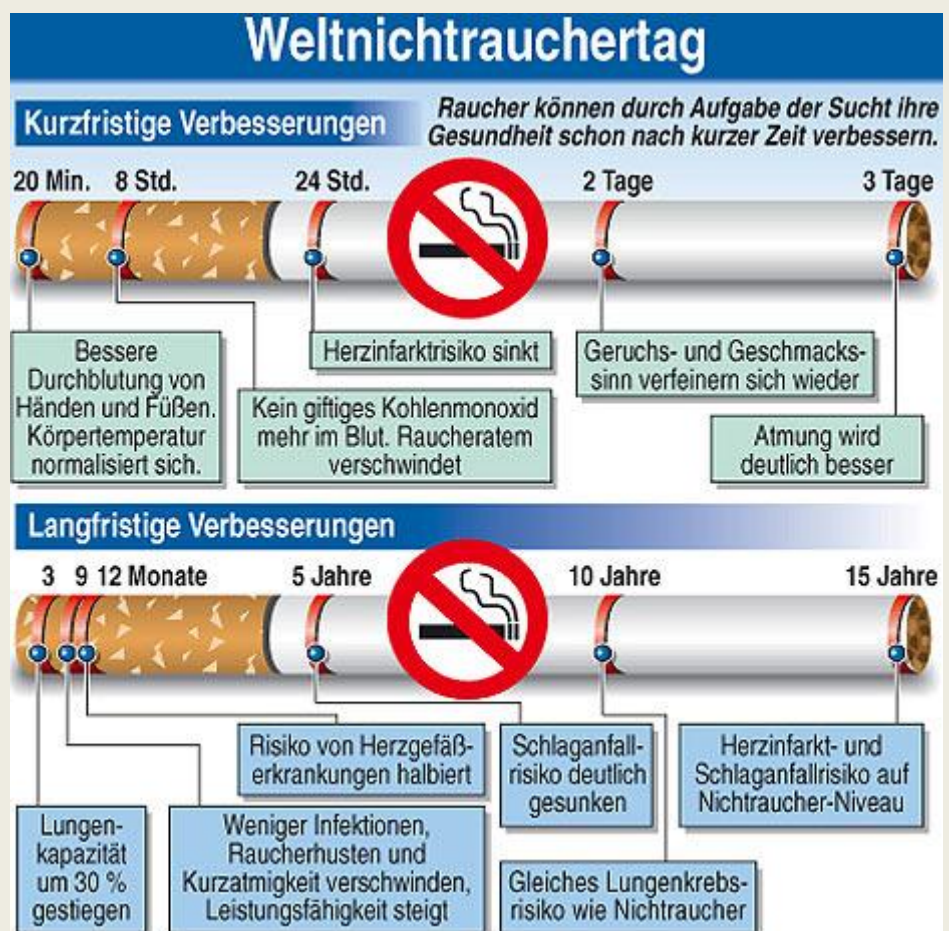 Weltnichtrauchertag
Kurzfristige Verbesserungen
Raucher können durch Aufgabe der Sucht ihre
Gesundheit schon nach kurzer Zeit verbessern.
20 Min. 8 Std. 24 Std. 2 Tage 3 Tage
Bessere
Durchblutung von
Händen und Füßen.
Körpertemperatur
normalisiert sich.
Kein giftiges Kohlenmonoxid
mehr im Blut. Raucheratem
verschwindet
Herzinfarktrisiko sinkt
Geruchs- und Geschmacks-
sinn verfeinern sich wieder
Atmung wird
deutlich besser
Langfristige Verbesserungen
3 9 12 Monate 5 Jahre 10 Jahre 15 Jahre
Lungen-
kapazität
um 30 %
gestiegen
Weniger Infektionen,
Raucherhusten und
Kurzatmigkeit verschwinden,
Leistungsfähigkeit steigt
Risiko von Herzgefäß-
erkrankungen halbiert
Schlaganfall-
risiko deutlich
gesunken
Gleiches Lungenkrebs-
risiko wie Nichtraucher
Herzinfarkt- und
Schlaganfallrisiko auf
Nichtraucher-Niveau